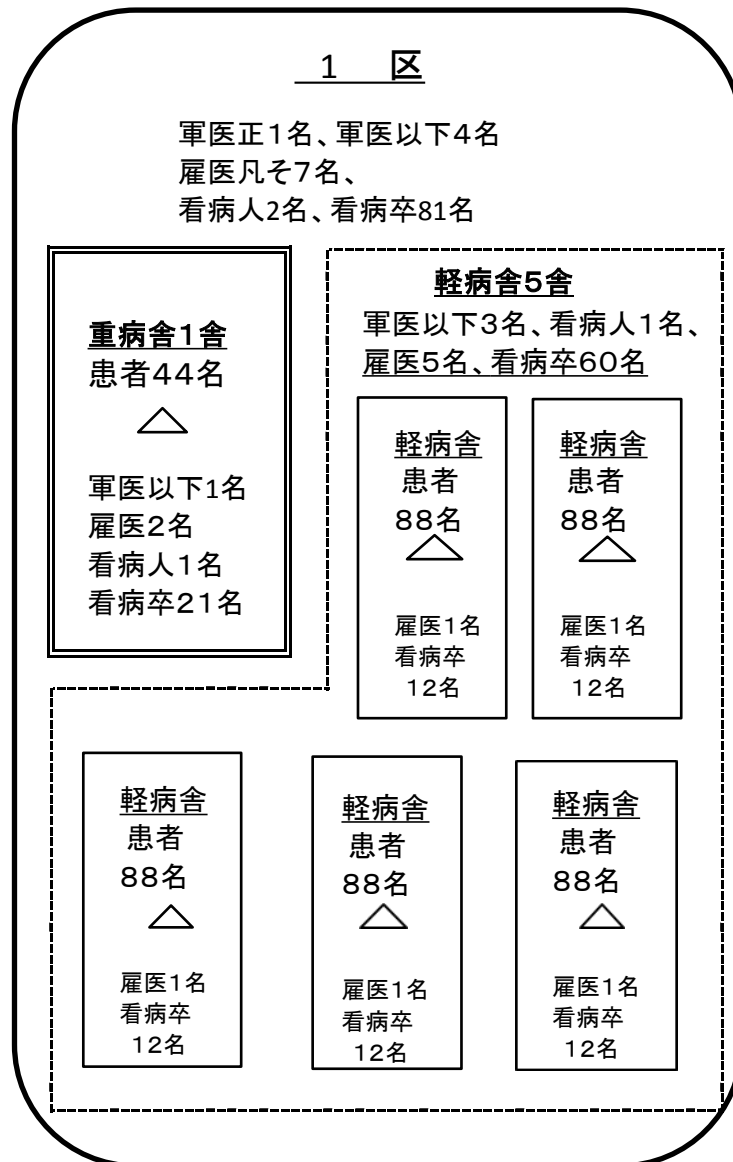 1 区
軍医正1名、軍医以下4名
雇医凡そ7名、
看病人2名、看病卒81名
重病舎1舎
患者44名
軍医以下1名
雇医2名
看病人1名
看病卒21名
軽病舎5舎
軍医以下3名、看病人1名、
雇医5名、看病卒60名
軽病舎
患者
88名
雇医1名
看病卒
12名
軽病舎
患者
88名
雇医1名
看病卒
12名
軽病舎
患者
88名
雇医1名
看病卒
12名
軽病舎
患者
88名
雇医1名
看病卒
12名
軽病舎
患者
88名
雇医1名
看病卒
12名